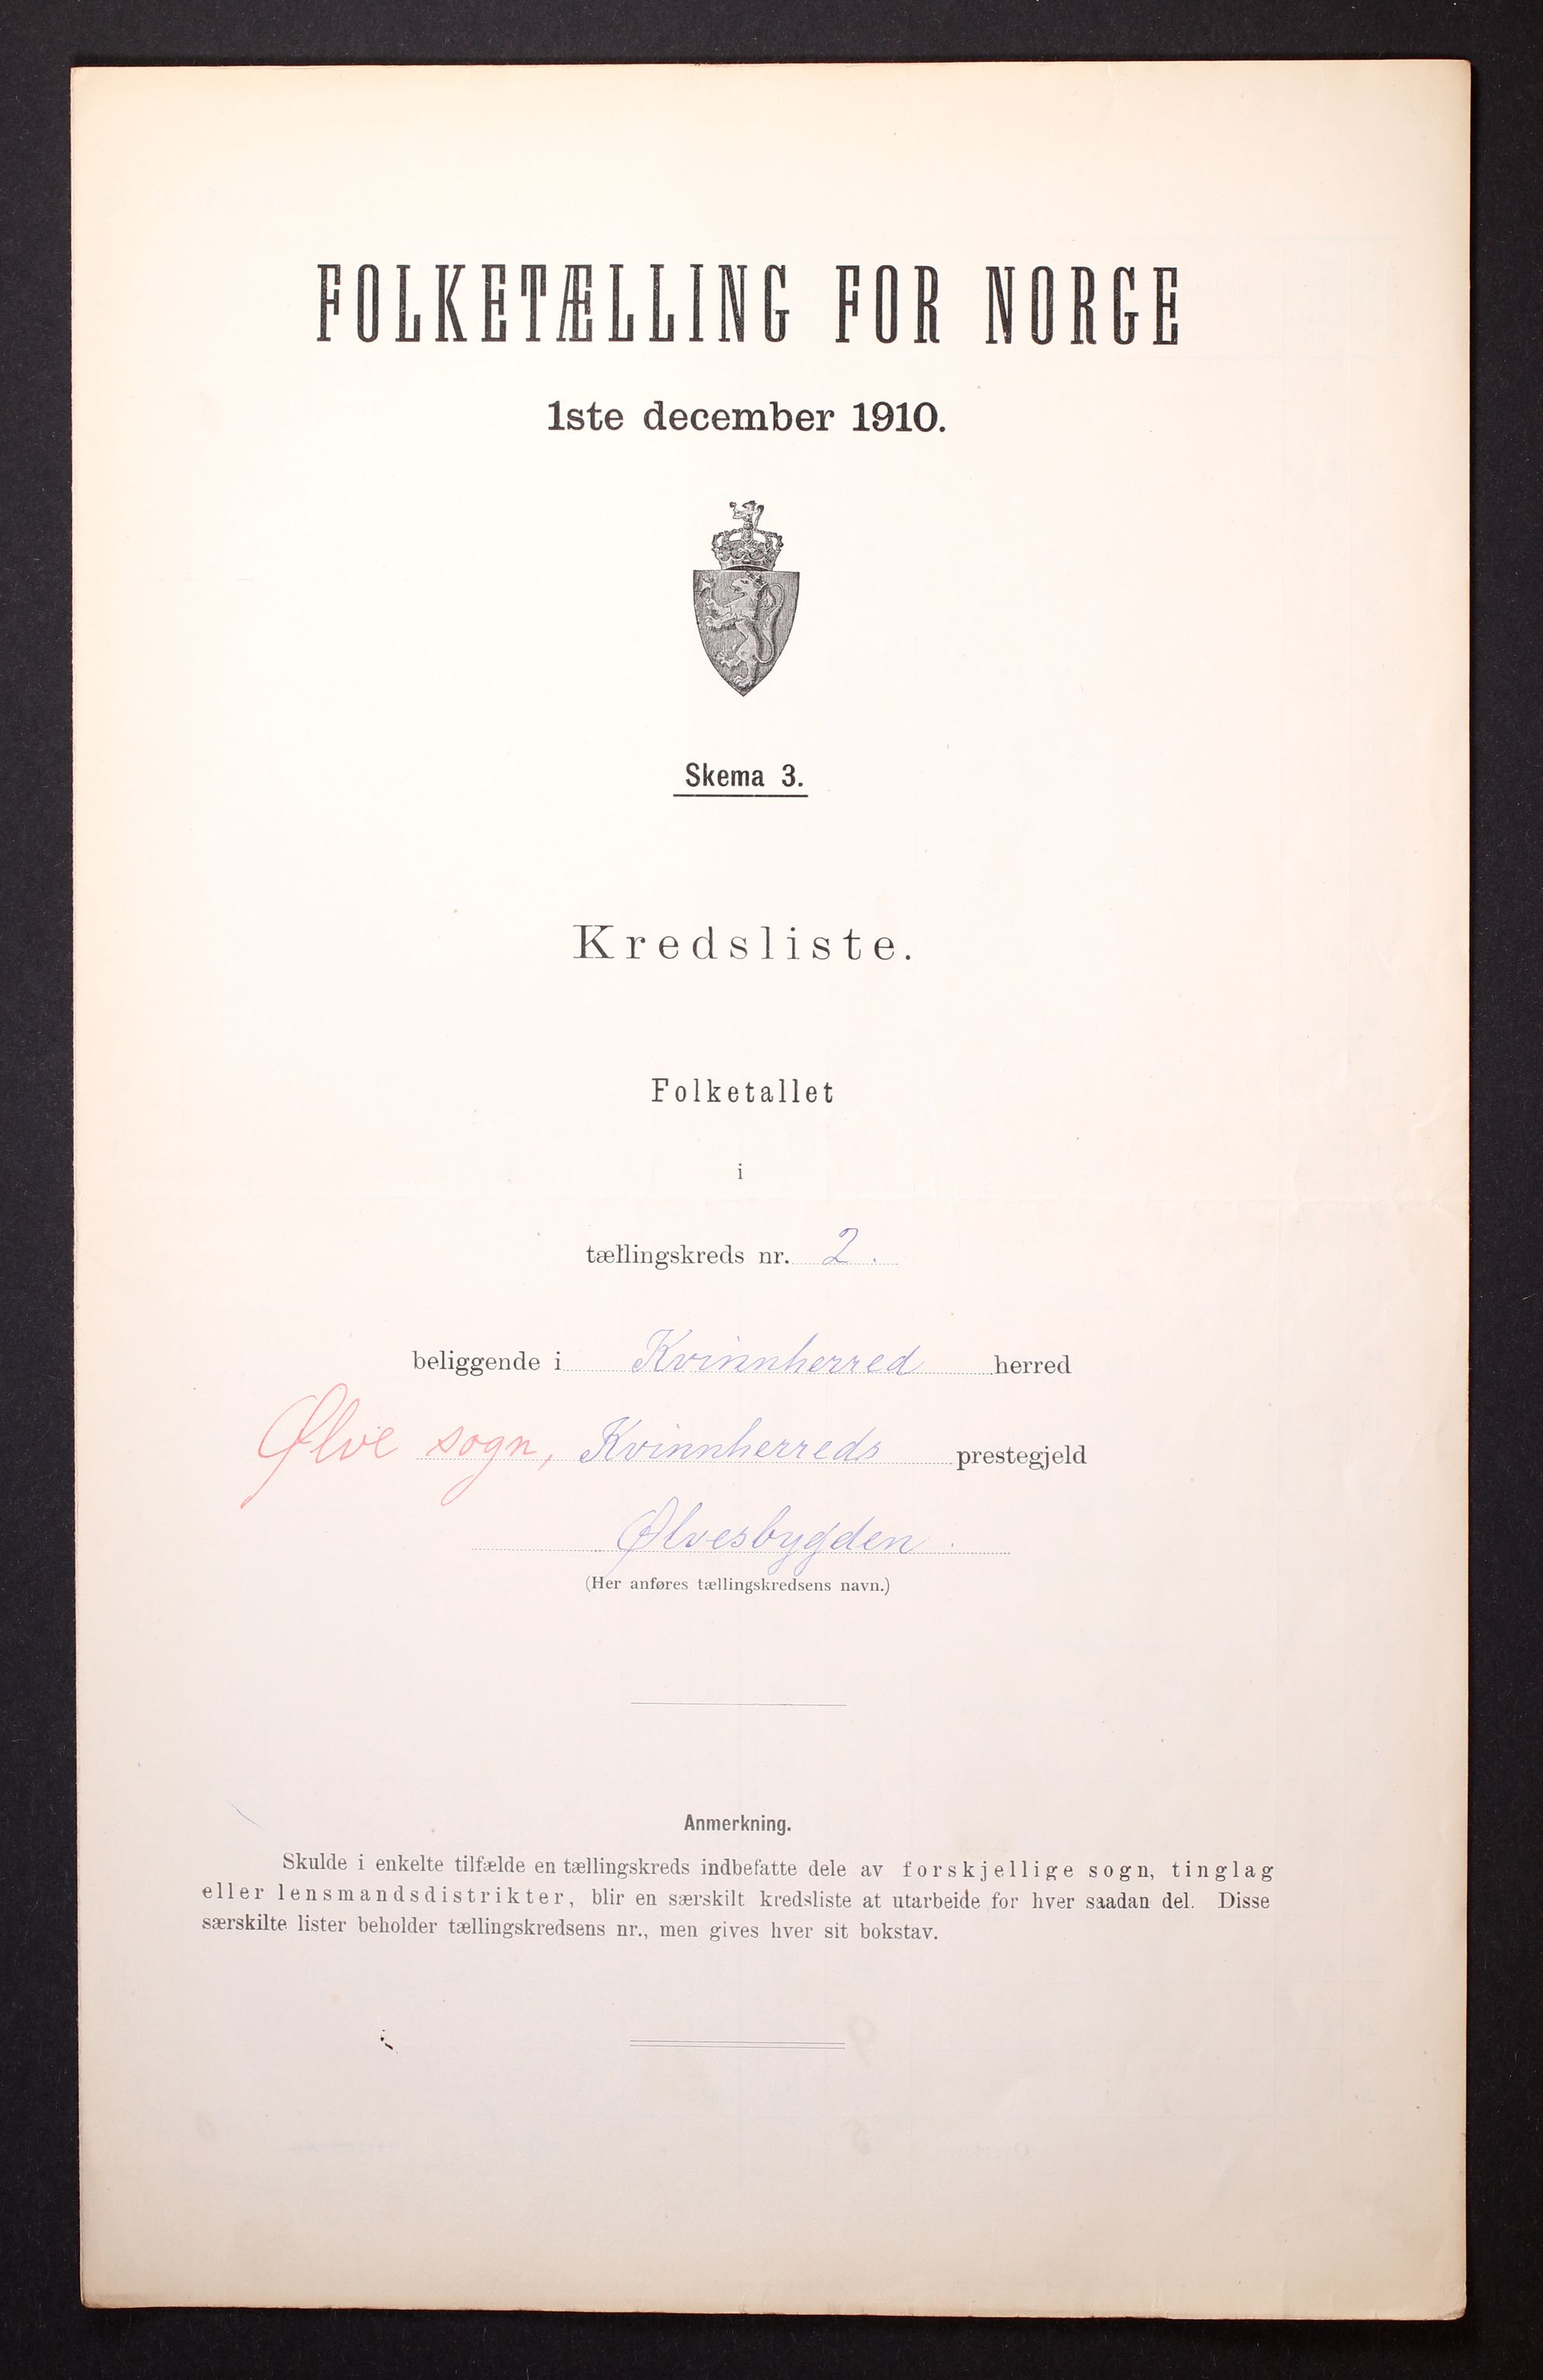 FOLKETÆLLING FOR NORGE
1ste december 1910.
Skema 3.
Kredsliste.
Folketallet
i
tællingskreds nr. 2.
beliggende i Kvinnherred herred
Ølve sogn, Kvinnherreds prestegjeld
Ølvesbygden.
(Her anføres tællingskredsens navn.)
Anmerkning.
Skulde i enkelte tilfælde en tællingskreds indbefatte dele av forskjellige sogn, tinglag
eller lensmandsdistrikter, blir en særskilt kredsliste at utarbeide for hver saadan del. Disse
særskilte lister beholder tællingskredsens nr., men gives hver sit bokstav.